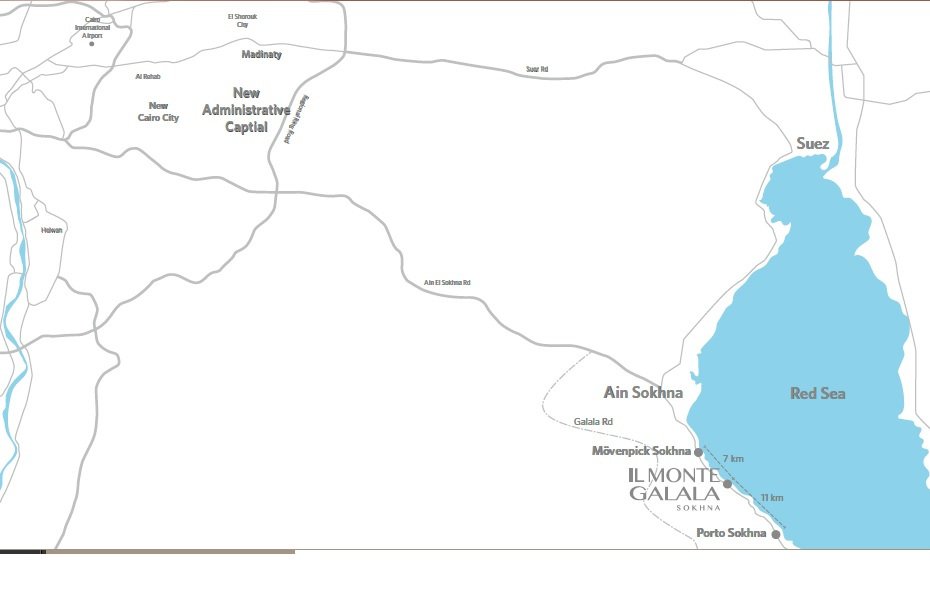 Cairo
International
Airport
El Shorouk
City
Madinaty
Al Rehab
New
Cairo City
New
Administrative
Captial
Regional Ring Road
Suez Rd
Suez
Helwan
Ain El Sokhna Rd
Ain Sokhna
Red Sea
Galala Rd
Mövenpick Sokhna
7 km
IL MONTE
GALALA
SOKHNA
11 km
Porto Sokhna